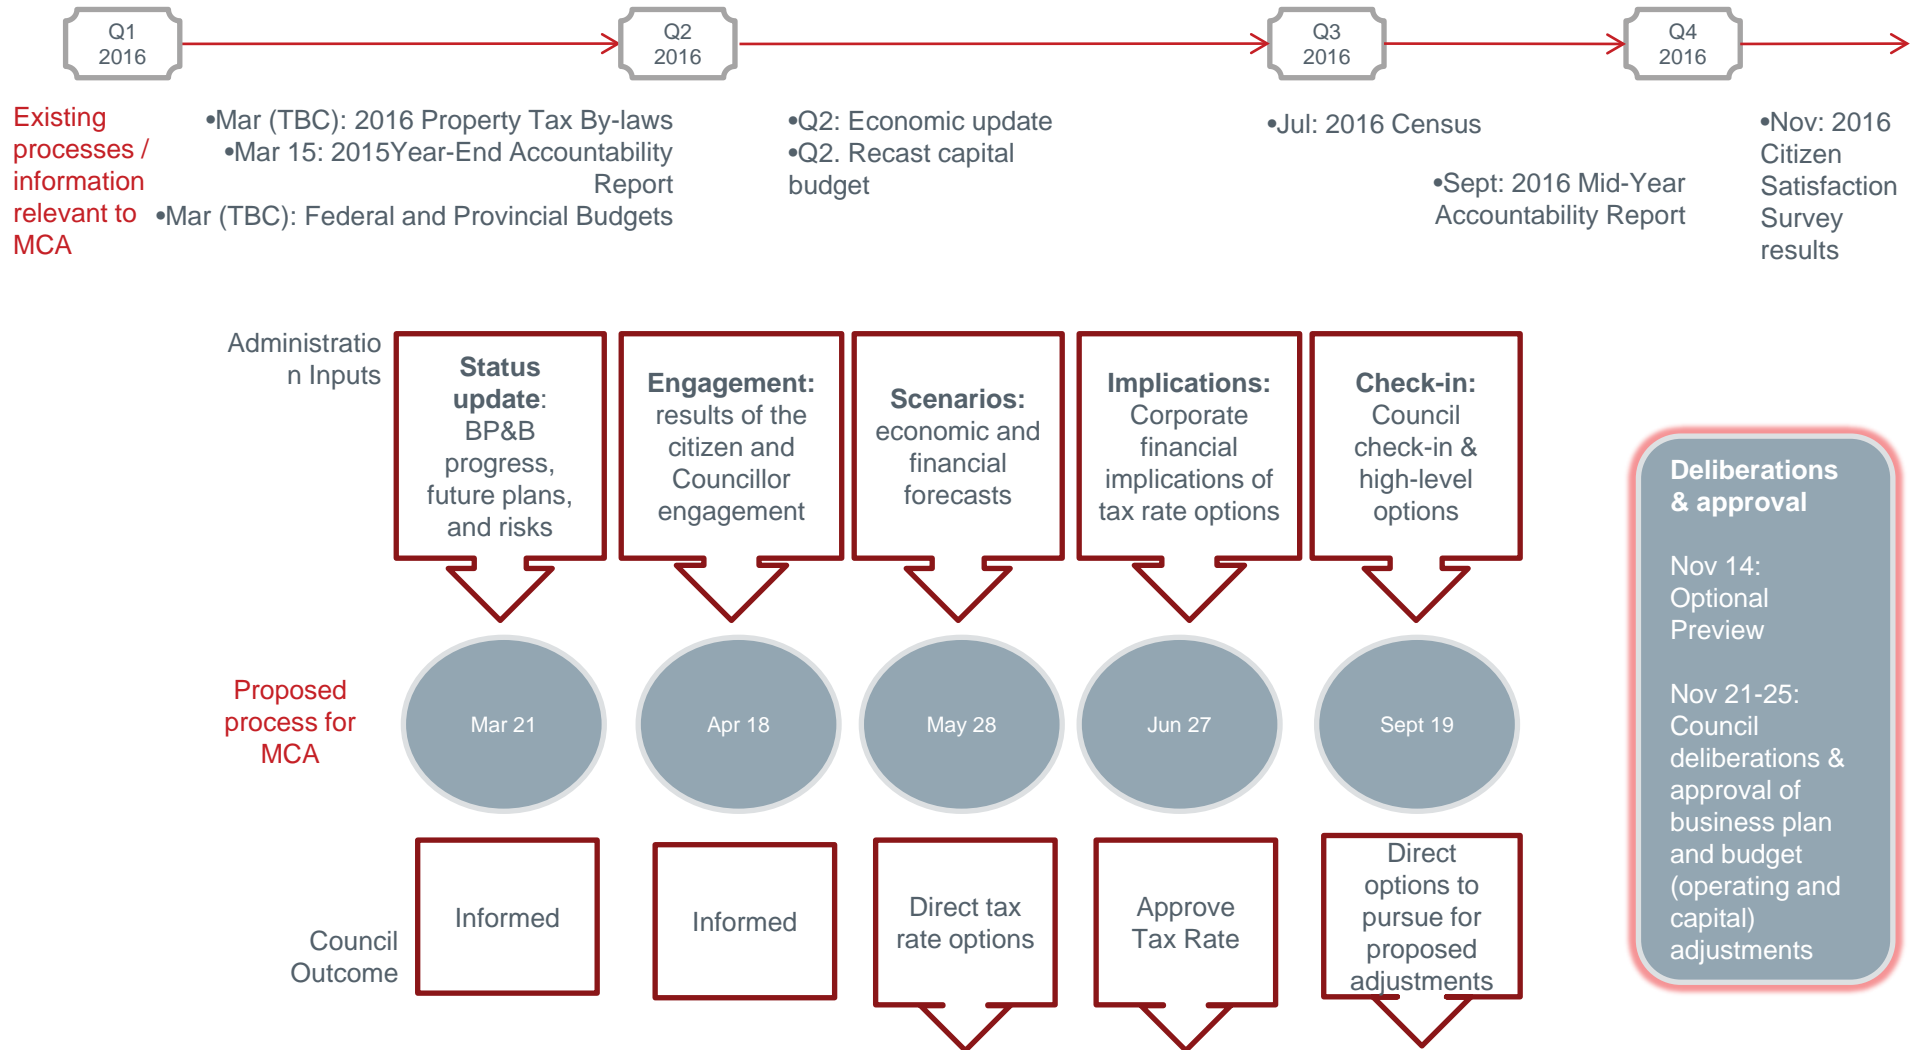 Q1
2016
Q2
2016
Q3
2016
Q4
2016
Existing
processes /
information
relevant to
MCA
•Mar (TBC): 2016 Property Tax By-laws
•Mar 15: 2015Year-End Accountability
Report
•Mar (TBC): Federal and Provincial Budgets
•Q2: Economic update
•Q2. Recast capital
budget
•Jul: 2016 Census
•Sept: 2016 Mid-Year
Accountability Report
•Nov: 2016
Citizen
Satisfaction
Survey
results
Administratio
n Inputs
Status
update:
BP&B
progress,
future plans,
and risks
Engagement:
results of the
citizen and
Councillor
engagement
Scenarios:
economic and
financial
forecasts
Implications:
Corporate
financial
implications of
tax rate options
Check-in:
Council
check-in &
high-level
options
Proposed
process for
MCA
Mar 21
Apr 18
May 28
Jun 27
Sept 19
Council
Outcome
Informed
Informed
Direct tax
rate options
Approve
Tax Rate
Direct
options to
pursue for
proposed
adjustments
Deliberations
& approval
Nov 14:
Optional
Preview
Nov 21-25:
Council
deliberations &
approval of
business plan
and budget
(operating and
capital)
adjustments